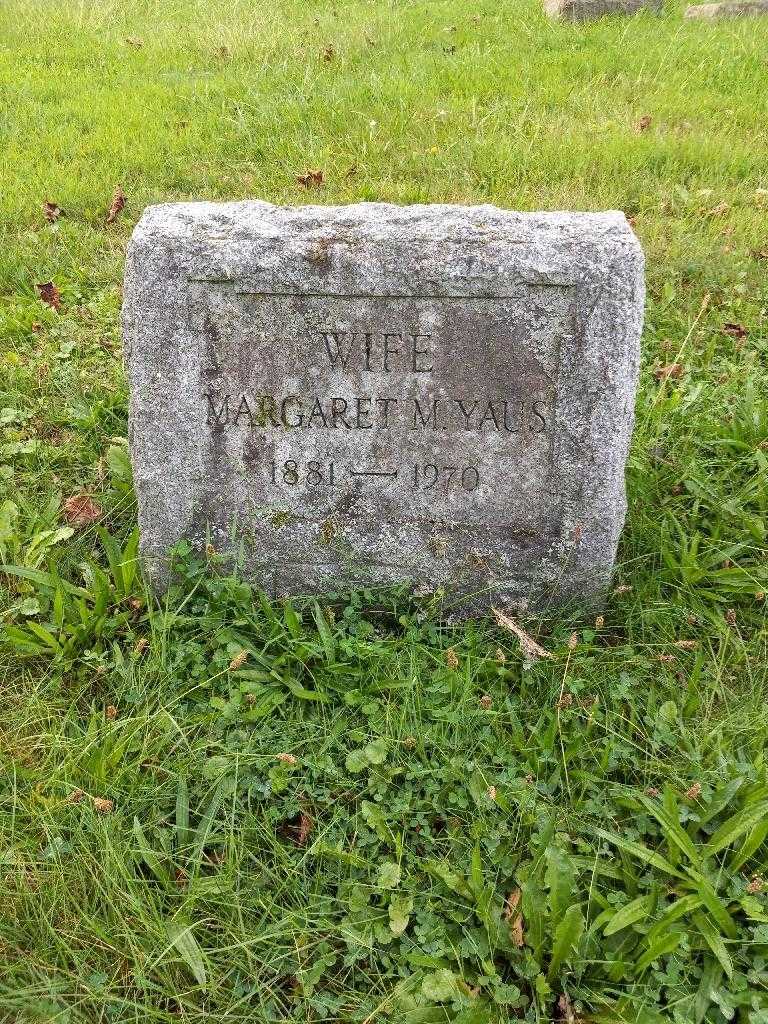 WIFE
MARGARET M. YAUS
1881 — 1970